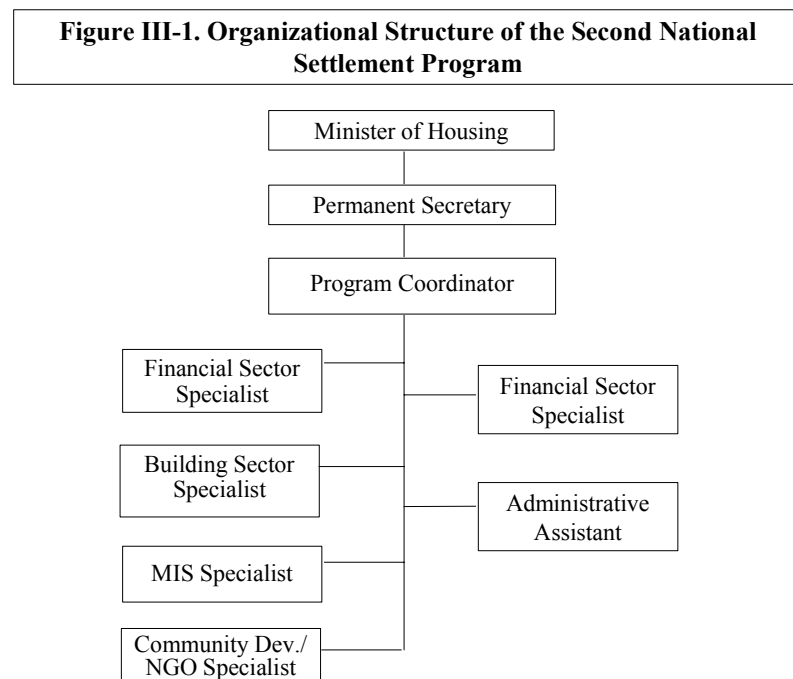 Figure III-1. Organizational Structure of the Second National
Settlement Program
Minister of Housing
Permanent Secretary
Program Coordinator
Financial Sector
Specialist
Financial Sector
Specialist
Building Sector
Specialist
Administrative
Assistant
MIS Specialist
Community Dev./
NGO Specialist